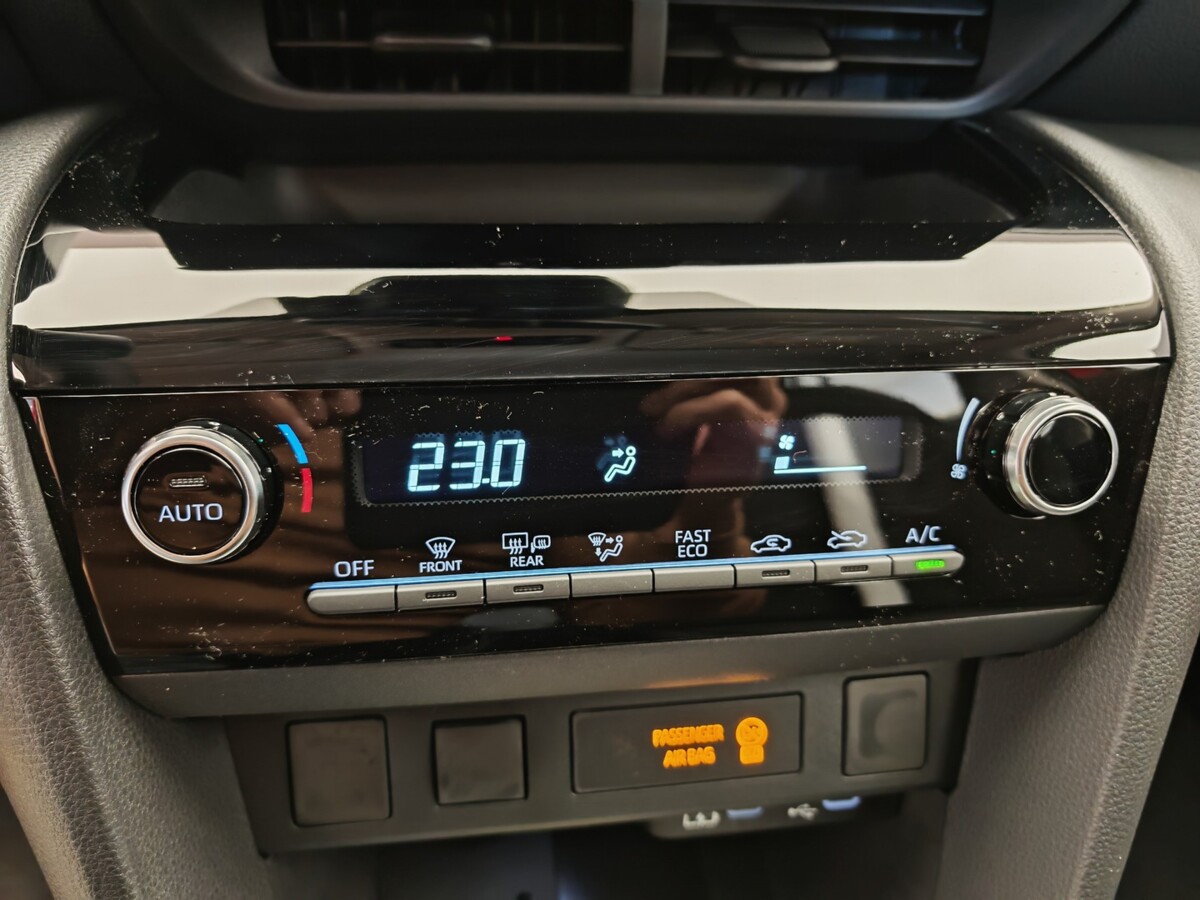 23.0
AUTO
OFF
FRONT
REAR
FAST
ECO
A/C
PASSENGER
AIR BAG